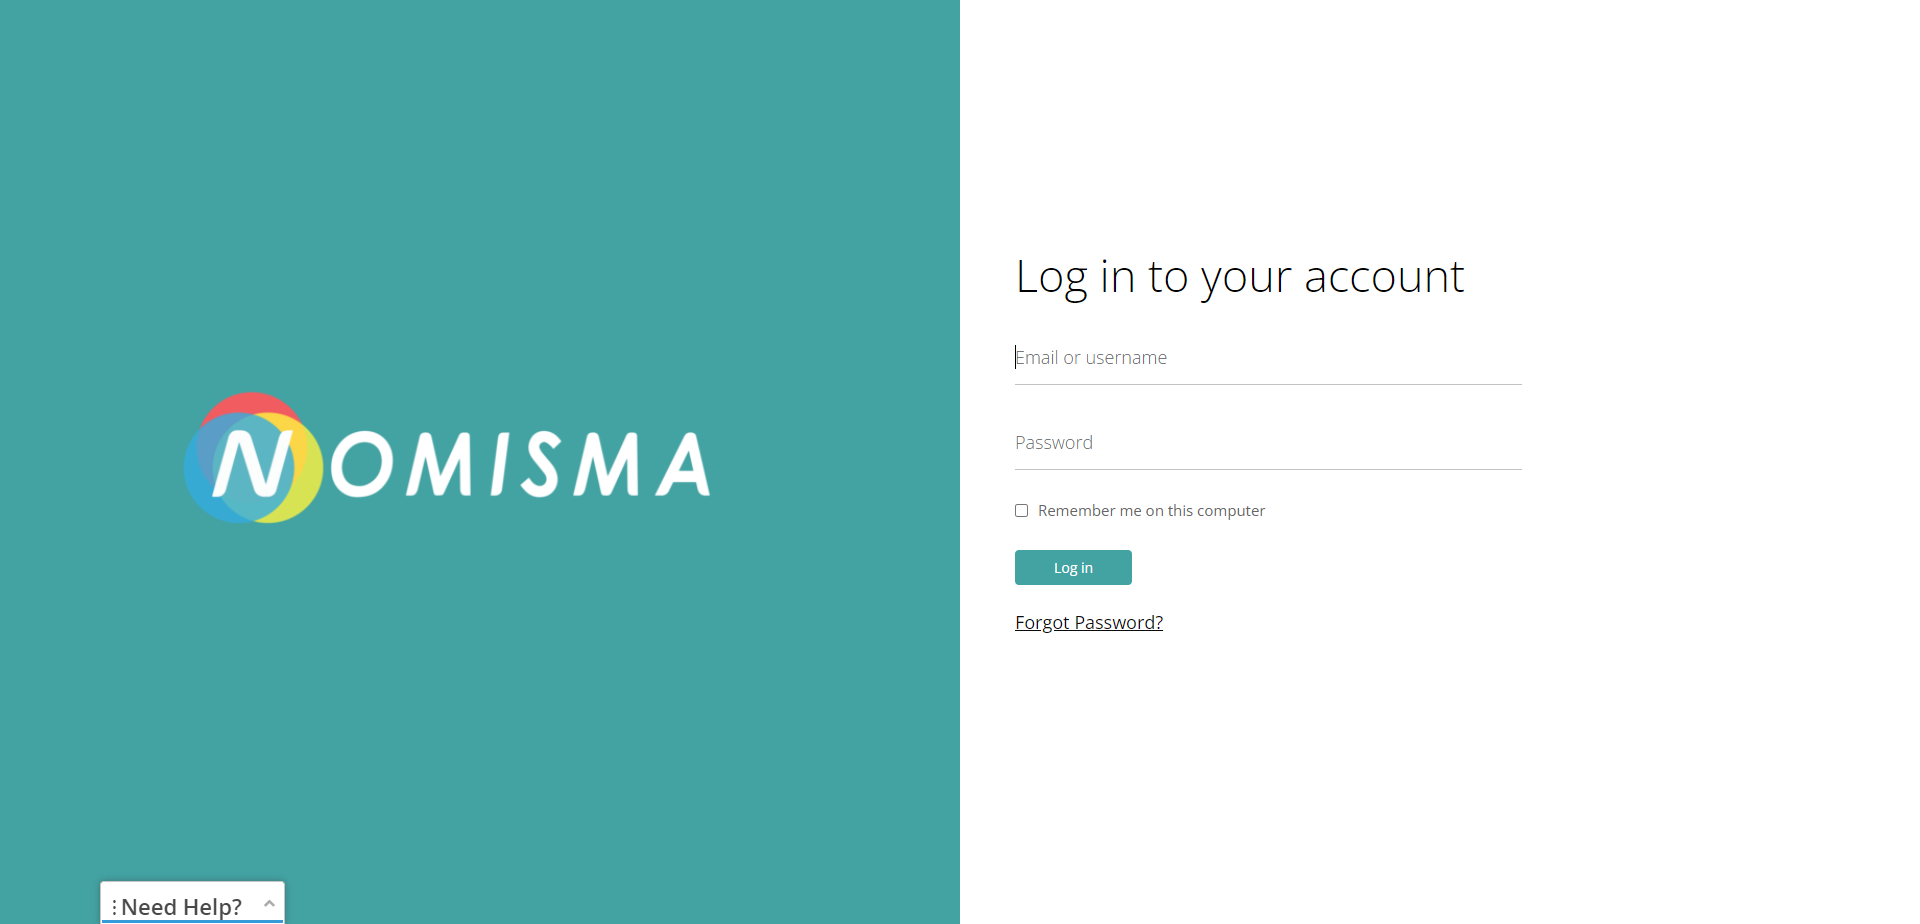 NOMISMA
Log in to your account
Email or username
Password
Remember me on this computer
Log in
Forgot Password?
Need Help?